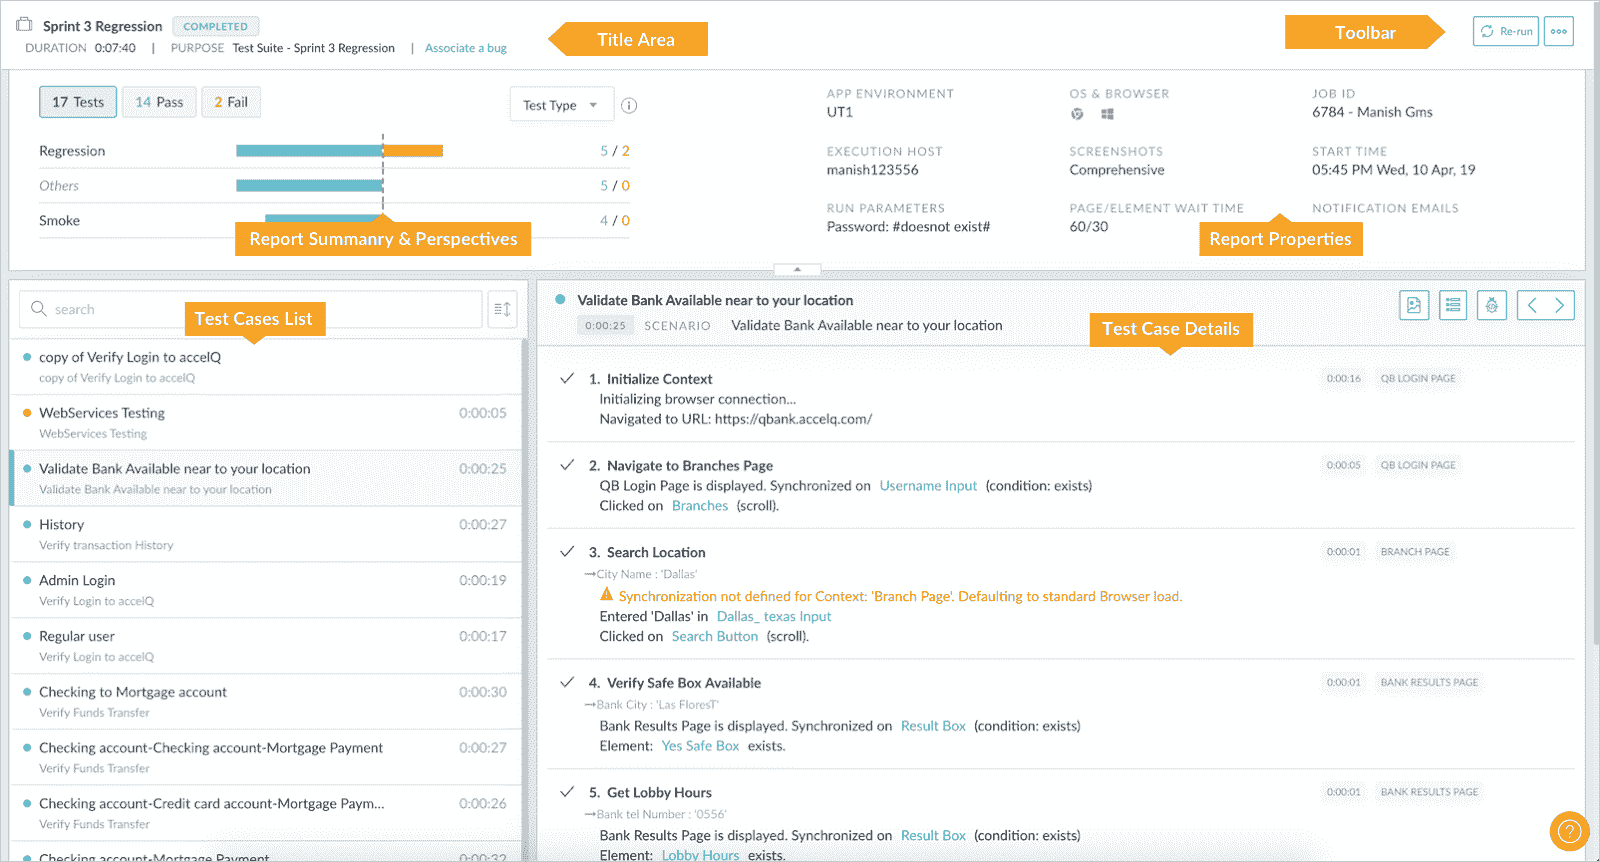 Sprint 3 Regression COMPLETED
DURATION 0:07:40 | PURPOSE Test Suite - Sprint 3 Regression | Associate a bug
Title Area
Toolbar
Re-run
17 Tests 14 Pass 2 Fail
Test Type
Regression 5 / 2
Others 5 / 0
Smoke 4 / 0
Report Summanry & Perspectives
APP ENVIRONMENT
UT1
OS & BROWSER
JOB ID
6784 - Manish Gms
EXECUTION HOST
manish123556
SCREENSHOTS
Comprehensive
START TIME
05:45 PM Wed, 10 Apr, 19
RUN PARAMETERS
Password: #doesnot exist#
PAGE/ELEMENT WAIT TIME
60/30
NOTIFICATION EMAILS
Report Properties
search
Test Cases List
copy of Verify Login to accelQ
copy of Verify Login to accelQ
WebServices Testing 0:00:05
WebServices Testing
Validate Bank Available near to your location 0:00:25
Validate Bank Available near to your location
History 0:00:27
Verify transaction History
Admin Login 0:00:19
Verify Login to accelQ
Regular user 0:00:17
Verify Login to accelQ
Checking to Mortgage account 0:00:30
Verify Funds Transfer
Checking account-Checking account-Mortgage Payment 0:00:27
Verify Funds Transfer
Checking account-Credit card account-Mortgage Paym... 0:00:26
Verify Funds Transfer
Checking account-Mortgage Payment 0:00:32
Validate Bank Available near to your location
0:00:25 SCENARIO Validate Bank Available near to your location
Test Case Details
1. Initialize Context 0:00:16 QB LOGIN PAGE
Initializing browser connection...
Navigated to URL: https://qbank.accelq.com/
2. Navigate to Branches Page 0:00:05 QB LOGIN PAGE
QB Login Page is displayed. Synchronized on Username Input (condition: exists)
Clicked on Branches (scroll).
3. Search Location 0:00:01 BRANCH PAGE
→City Name : 'Dallas'
Synchronization not defined for Context: 'Branch Page'. Defaulting to standard Browser load.
Entered 'Dallas' in Dallas_ texas Input
Clicked on Search Button (scroll).
4. Verify Safe Box Available 0:00:01 BANK RESULTS PAGE
→Bank City : 'Las FloresT'
Bank Results Page is displayed. Synchronized on Result Box (condition: exists)
Element: Yes Safe Box exists.
5. Get Lobby Hours 0:00:01 BANK RESULTS PAGE
→Bank tel Number : '0556'
Bank Results Page is displayed. Synchronized on Result Box (condition: exists)
Element: Lobby Hours exists.